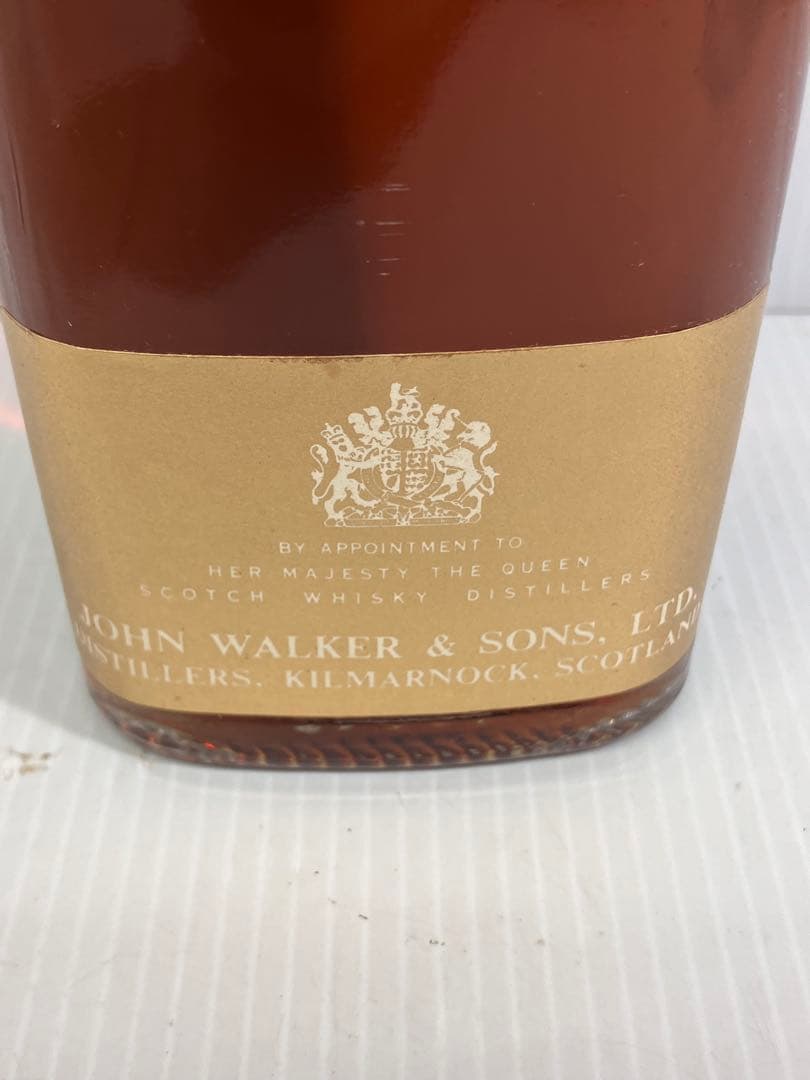 BY APPOINTMENT TO
HER MAJESTY THE QUEEN
SCOTCH WHISKY DISTILLERS
JOHN WALKER & SONS, LTD.
DISTILLERS. KILMARNOCK. SCOTLAND